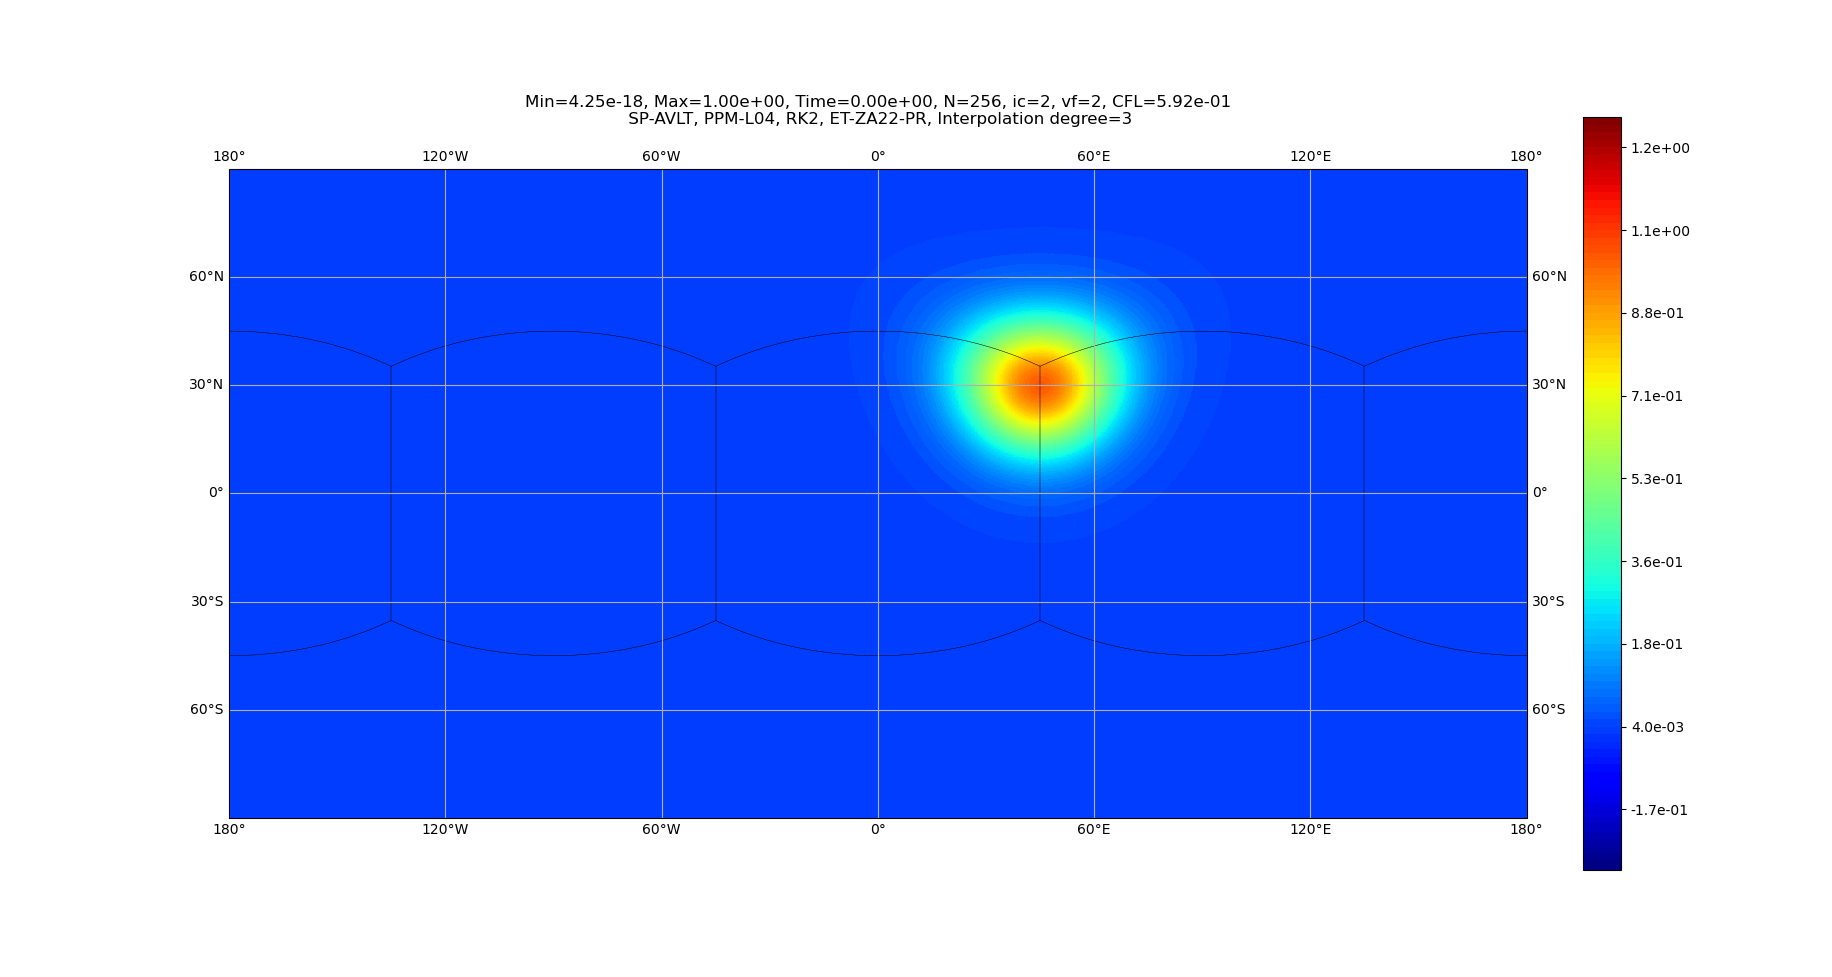 Min=4.25e-18, Max=1.00e+00, Time=0.00e+00, N=256, ic=2, vf=2, CFL=5.92e-01
SP-AVLT, PPM-L04, RK2, ET-ZA22-PR, Interpolation degree=3
180° 120°W 60°W 0° 60°E 120°E 180°
60°N 60°N
30°N 30°N
0° 0°
30°S 30°S
60°S 60°S
180° 120°W 60°W 0° 60°E 120°E 180°
1.2e+00
1.1e+00
8.8e-01
7.1e-01
5.3e-01
3.6e-01
1.8e-01
4.0e-03
-1.7e-01